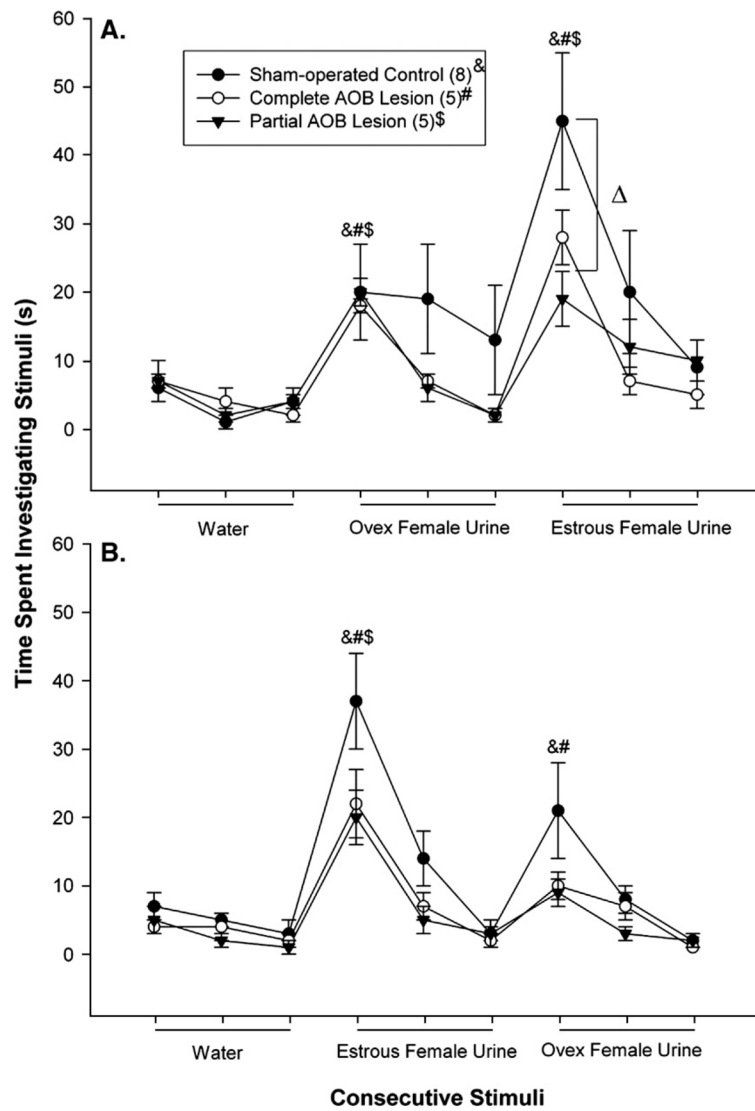 A.
Sham-operated Control (8)&
Complete AOB Lesion (5)#
Partial AOB Lesion (5)$
&#$
&#$
Δ
60
50
40
30
20
10
0
Water
Ovex Female Urine
Estrous Female Urine
Time Spent Investigating Stimuli (s)
B.
&#$
&#
60
50
40
30
20
10
0
Water
Estrous Female Urine
Ovex Female Urine
Consecutive Stimuli